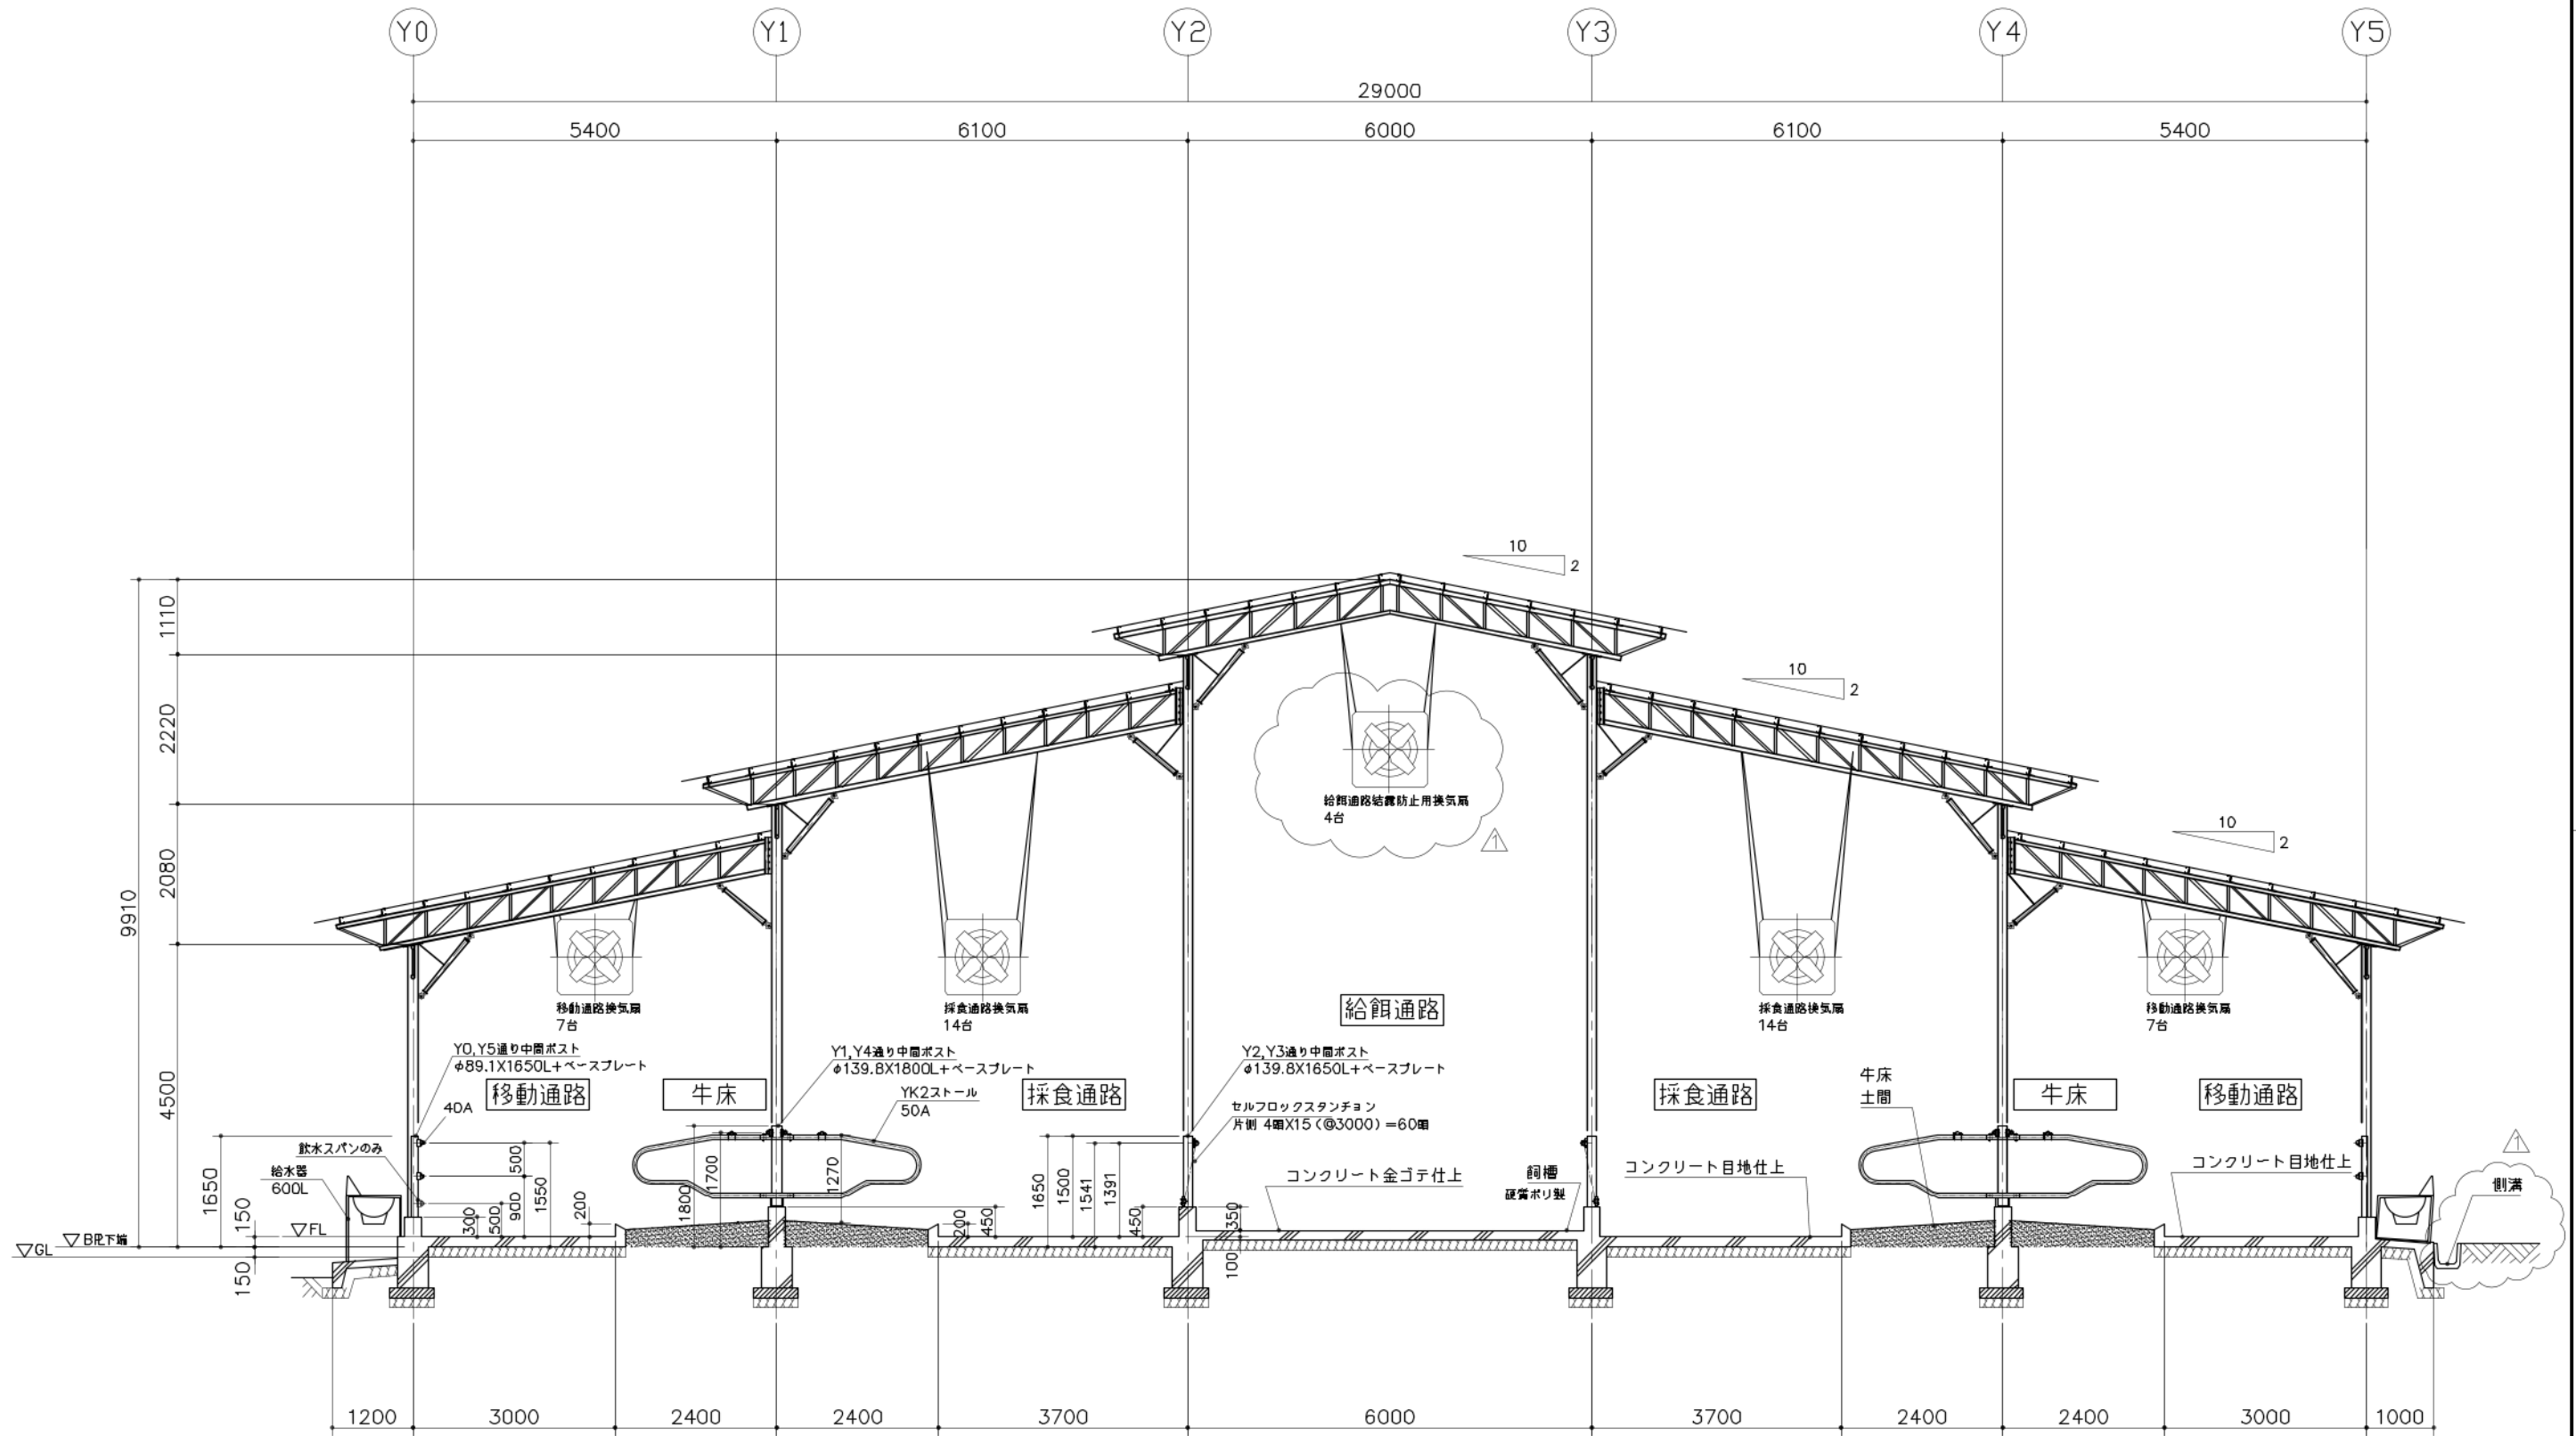 Y0 Y1 Y2 Y3 Y4 Y5
29000
5400 6100 6000 6100 5400
10
2
10
2
10
2
1110
2220
2080
9910
4500
1650
150
150
給餌通路結露防止用換気扇
4台
1
移動通路換気扇
7台
採食通路換気扇
14台
給餌通路
採食通路換気扇
14台
移動通路換気扇
7台
Y0,Y5通り中間ポスト
φ89.1X1650L+ベースプレート
Y1,Y4通り中間ポスト
φ139.8X1800L+ベースプレート
Y2,Y3通り中間ポスト
φ139.8X1650L+ベースプレート
移動通路
牛床
採食通路
採食通路
牛床
移動通路
40A
YK2ストール
50A
セルフロックスタンチョン
片側 4頭X15(@3000)=60頭
牛床
土間
飲水スパンのみ
給水器
600L
300
500
900
500
1550
200
1800
1700
1270
200
450
1650
1500
1541
1391
450
350
100
コンクリート金ゴテ仕上
飼槽
硬質ポリ製
コンクリート目地仕上
コンクリート目地仕上
1
側溝
▽FL
▽BPL下端
▽GL
1200 3000 2400 2400 3700 6000 3700 2400 2400 3000 1000